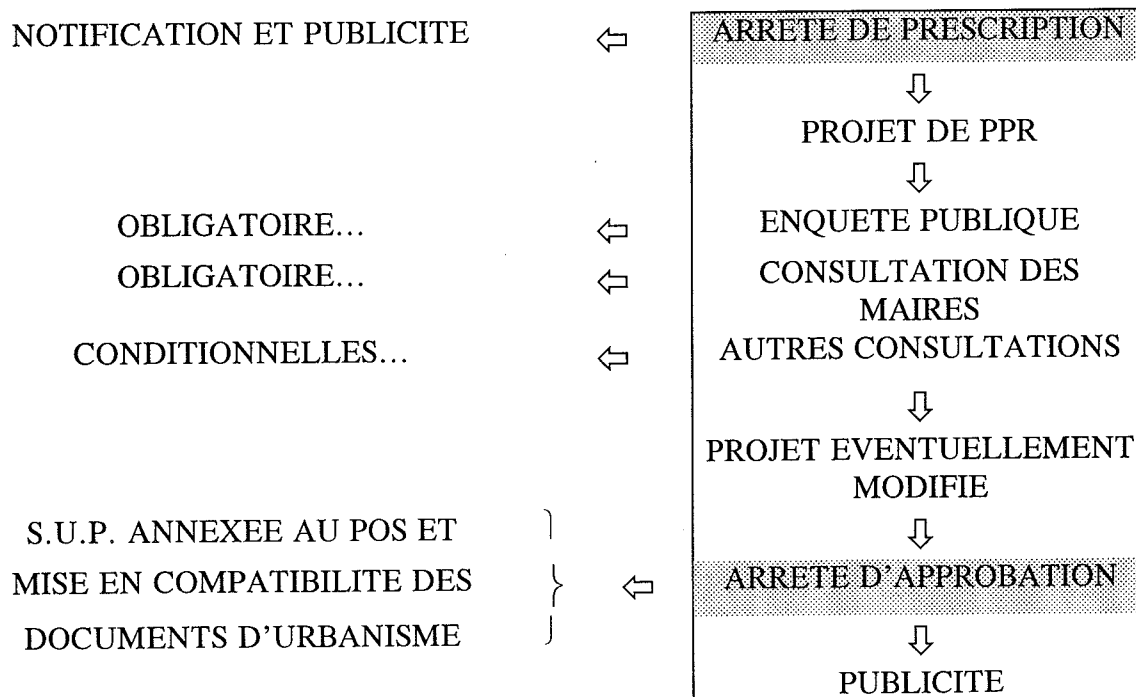 NOTIFICATION ET PUBLICITE ⇦ ARRETE DE PRESCRIPTION
⇩
PROJET DE PPR
⇩
OBLIGATOIRE… ⇦ ENQUETE PUBLIQUE
OBLIGATOIRE… ⇦ CONSULTATION DES
MAIRES
CONDITIONNELLES… ⇦ AUTRES CONSULTATIONS
⇩
PROJET EVENTUELLEMENT
MODIFIE
S.U.P. ANNEXEE AU POS ET ⇩
MISE EN COMPATIBILITE DES ⇦ ARRETE D'APPROBATION
DOCUMENTS D'URBANISME ⇩
PUBLICITE